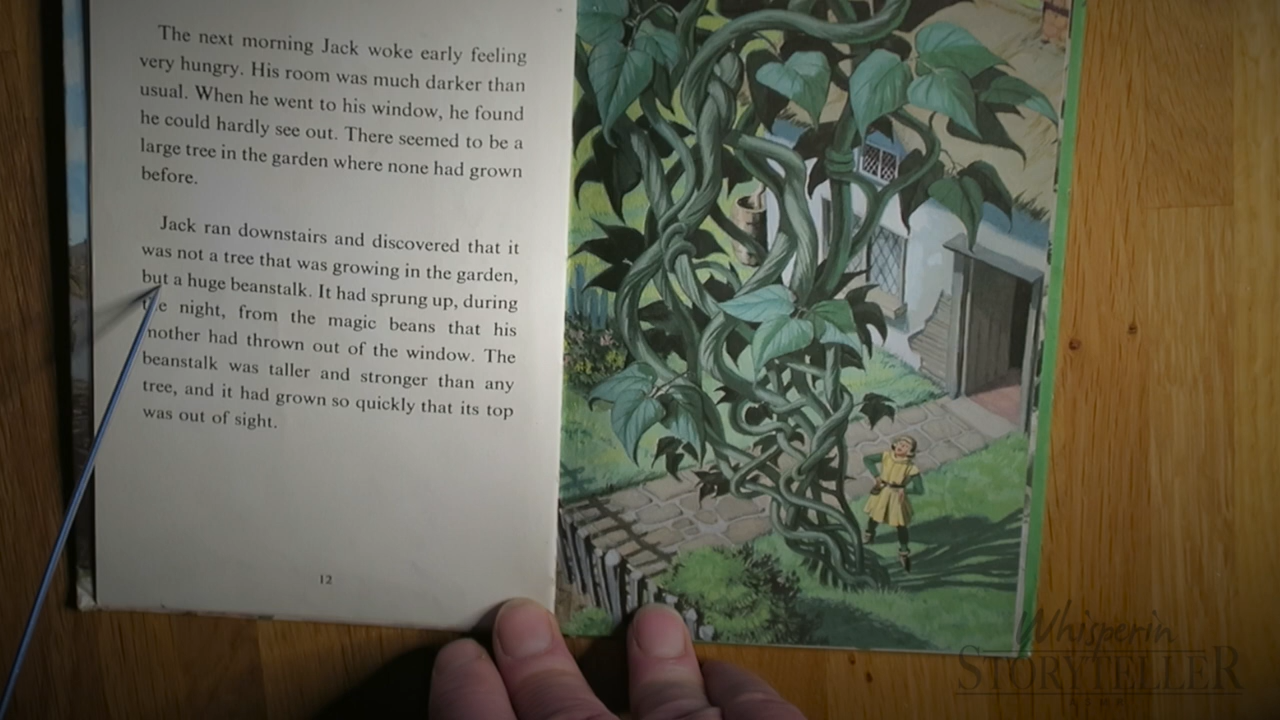 The next morning Jack woke early feeling
very hungry. His room was much darker than
usual. When he went to his window, he found
he could hardly see out. There seemed to be a
large tree in the garden where none had grown
before.
Jack ran downstairs and discovered that it
was not a tree that was growing in the garden,
but a huge beanstalk. It had sprung up, during
the night, from the magic beans that his
mother had thrown out of the window. The
beanstalk was taller and stronger than any
tree, and it had grown so quickly that its top
was out of sight.
12
Whisperin
STORYTELLER
ASMR